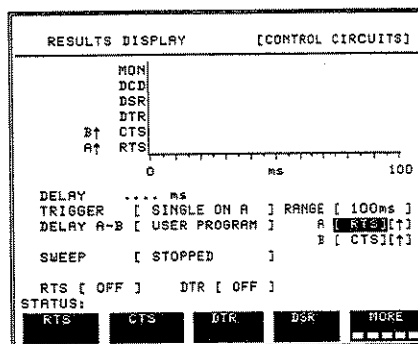 RESULTS DISPLAY [CONTROL CIRCUITS]
MON
DCD
DSR
DTR
B↑ CTS
A↑ RTS
0 ms 100
DELAY .... ms
TRIGGER [ SINGLE ON A ] RANGE [ 100ms ]
DELAY A~B [ USER PROGRAM ] A [ RTS][↑]
B [ CTS][↑]
SWEEP [ STOPPED ]
RTS [ OFF ] DTR [ OFF ]
STATUS:
RTS CTS DTR DSR MORE